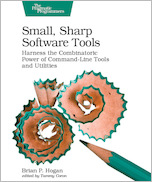 The
Pragmatic
Programmers
Small, Sharp
Software Tools
Harness the Combinatoric
Power of Command-Line Tools
and Utilities
Brian P. Hogan
edited by Tammy Coron